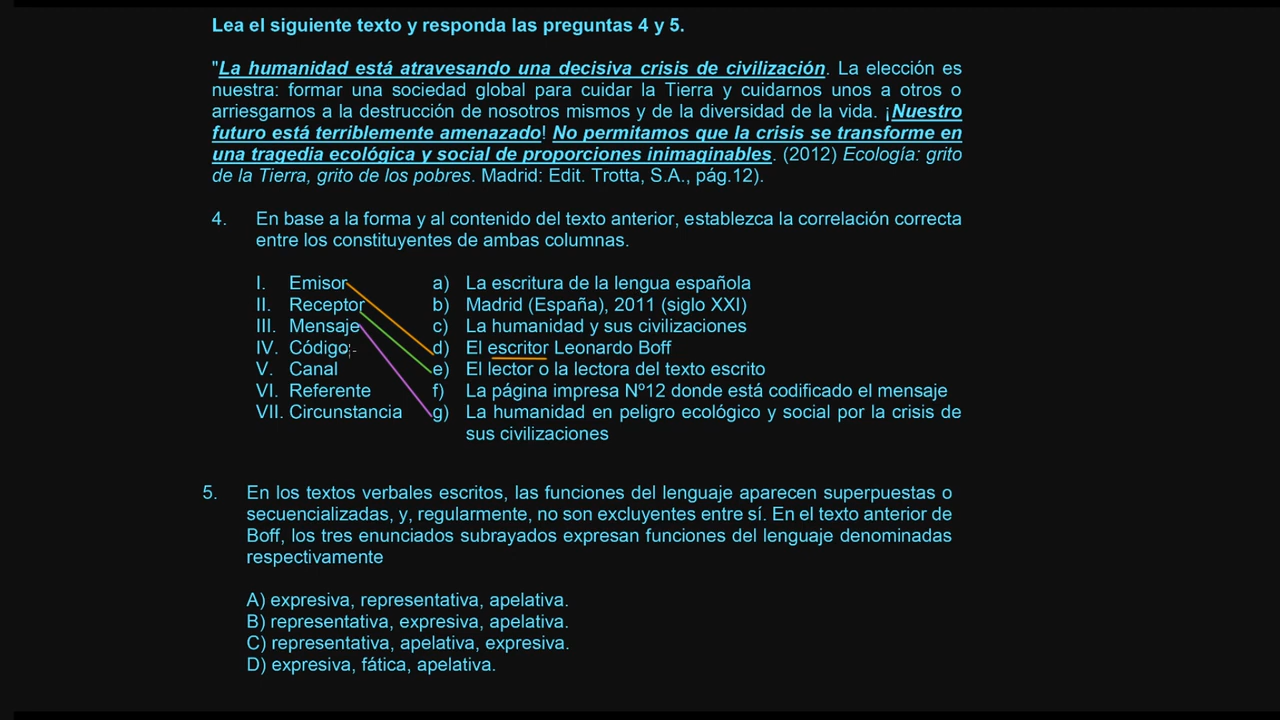 Lea el siguiente texto y responda las preguntas 4 y 5.
"La humanidad está atravesando una decisiva crisis de civilización. La elección es
nuestra: formar una sociedad global para cuidar la Tierra y cuidarnos unos a otros o
arriesgarnos a la destrucción de nosotros mismos y de la diversidad de la vida. ¡Nuestro
futuro está terriblemente amenazado! No permitamos que la crisis se transforme en
una tragedia ecológica y social de proporciones inimaginables. (2012) Ecología: grito
de la Tierra, grito de los pobres. Madrid: Edit. Trotta, S.A., pág.12).
4. En base a la forma y al contenido del texto anterior, establezca la correlación correcta
entre los constituyentes de ambas columnas.
I. Emisor a) La escritura de la lengua española
II. Receptor b) Madrid (España), 2011 (siglo XXI)
III. Mensaje c) La humanidad y sus civilizaciones
IV. Código d) El escritor Leonardo Boff
V. Canal e) El lector o la lectora del texto escrito
VI. Referente f) La página impresa Nº12 donde está codificado el mensaje
VII. Circunstancia g) La humanidad en peligro ecológico y social por la crisis de
sus civilizaciones
5. En los textos verbales escritos, las funciones del lenguaje aparecen superpuestas o
secuencializadas, y, regularmente, no son excluyentes entre sí. En el texto anterior de
Boff, los tres enunciados subrayados expresan funciones del lenguaje denominadas
respectivamente
A) expresiva, representativa, apelativa.
B) representativa, expresiva, apelativa.
C) representativa, apelativa, expresiva.
D) expresiva, fática, apelativa.